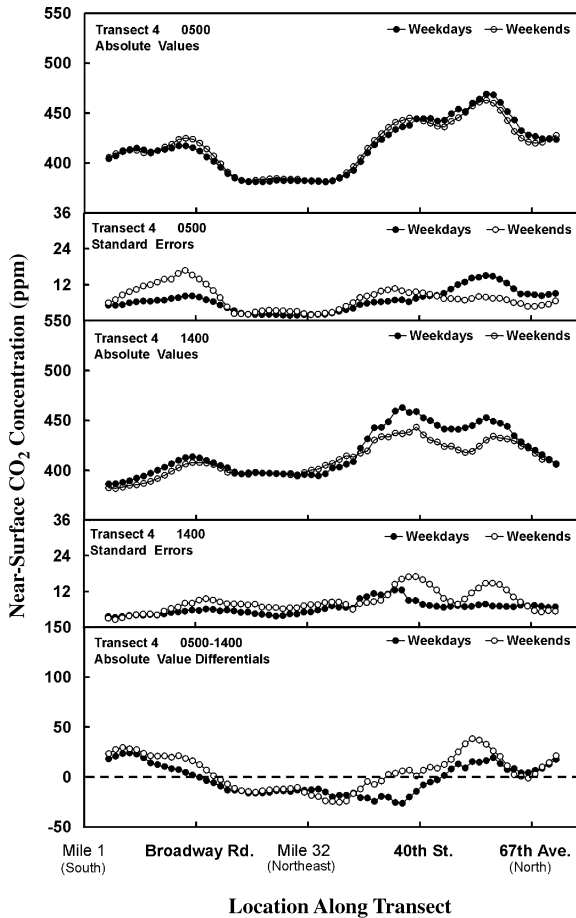 Near-Surface CO2 Concentration (ppm)
550
Transect 4 0500
Absolute Values
Weekdays Weekends
500
450
400
36
Transect 4 0500
Standard Errors
Weekdays Weekends
24
12
550
Transect 4 1400
Absolute Values
Weekdays Weekends
500
450
400
36
Transect 4 1400
Standard Errors
Weekdays Weekends
24
12
150
Transect 4 0500-1400
Absolute Value Differentials
Weekdays Weekends
100
50
0
-50
Mile 1 Broadway Rd. Mile 32 40th St. 67th Ave.
(South) (Northeast) (North)
Location Along Transect